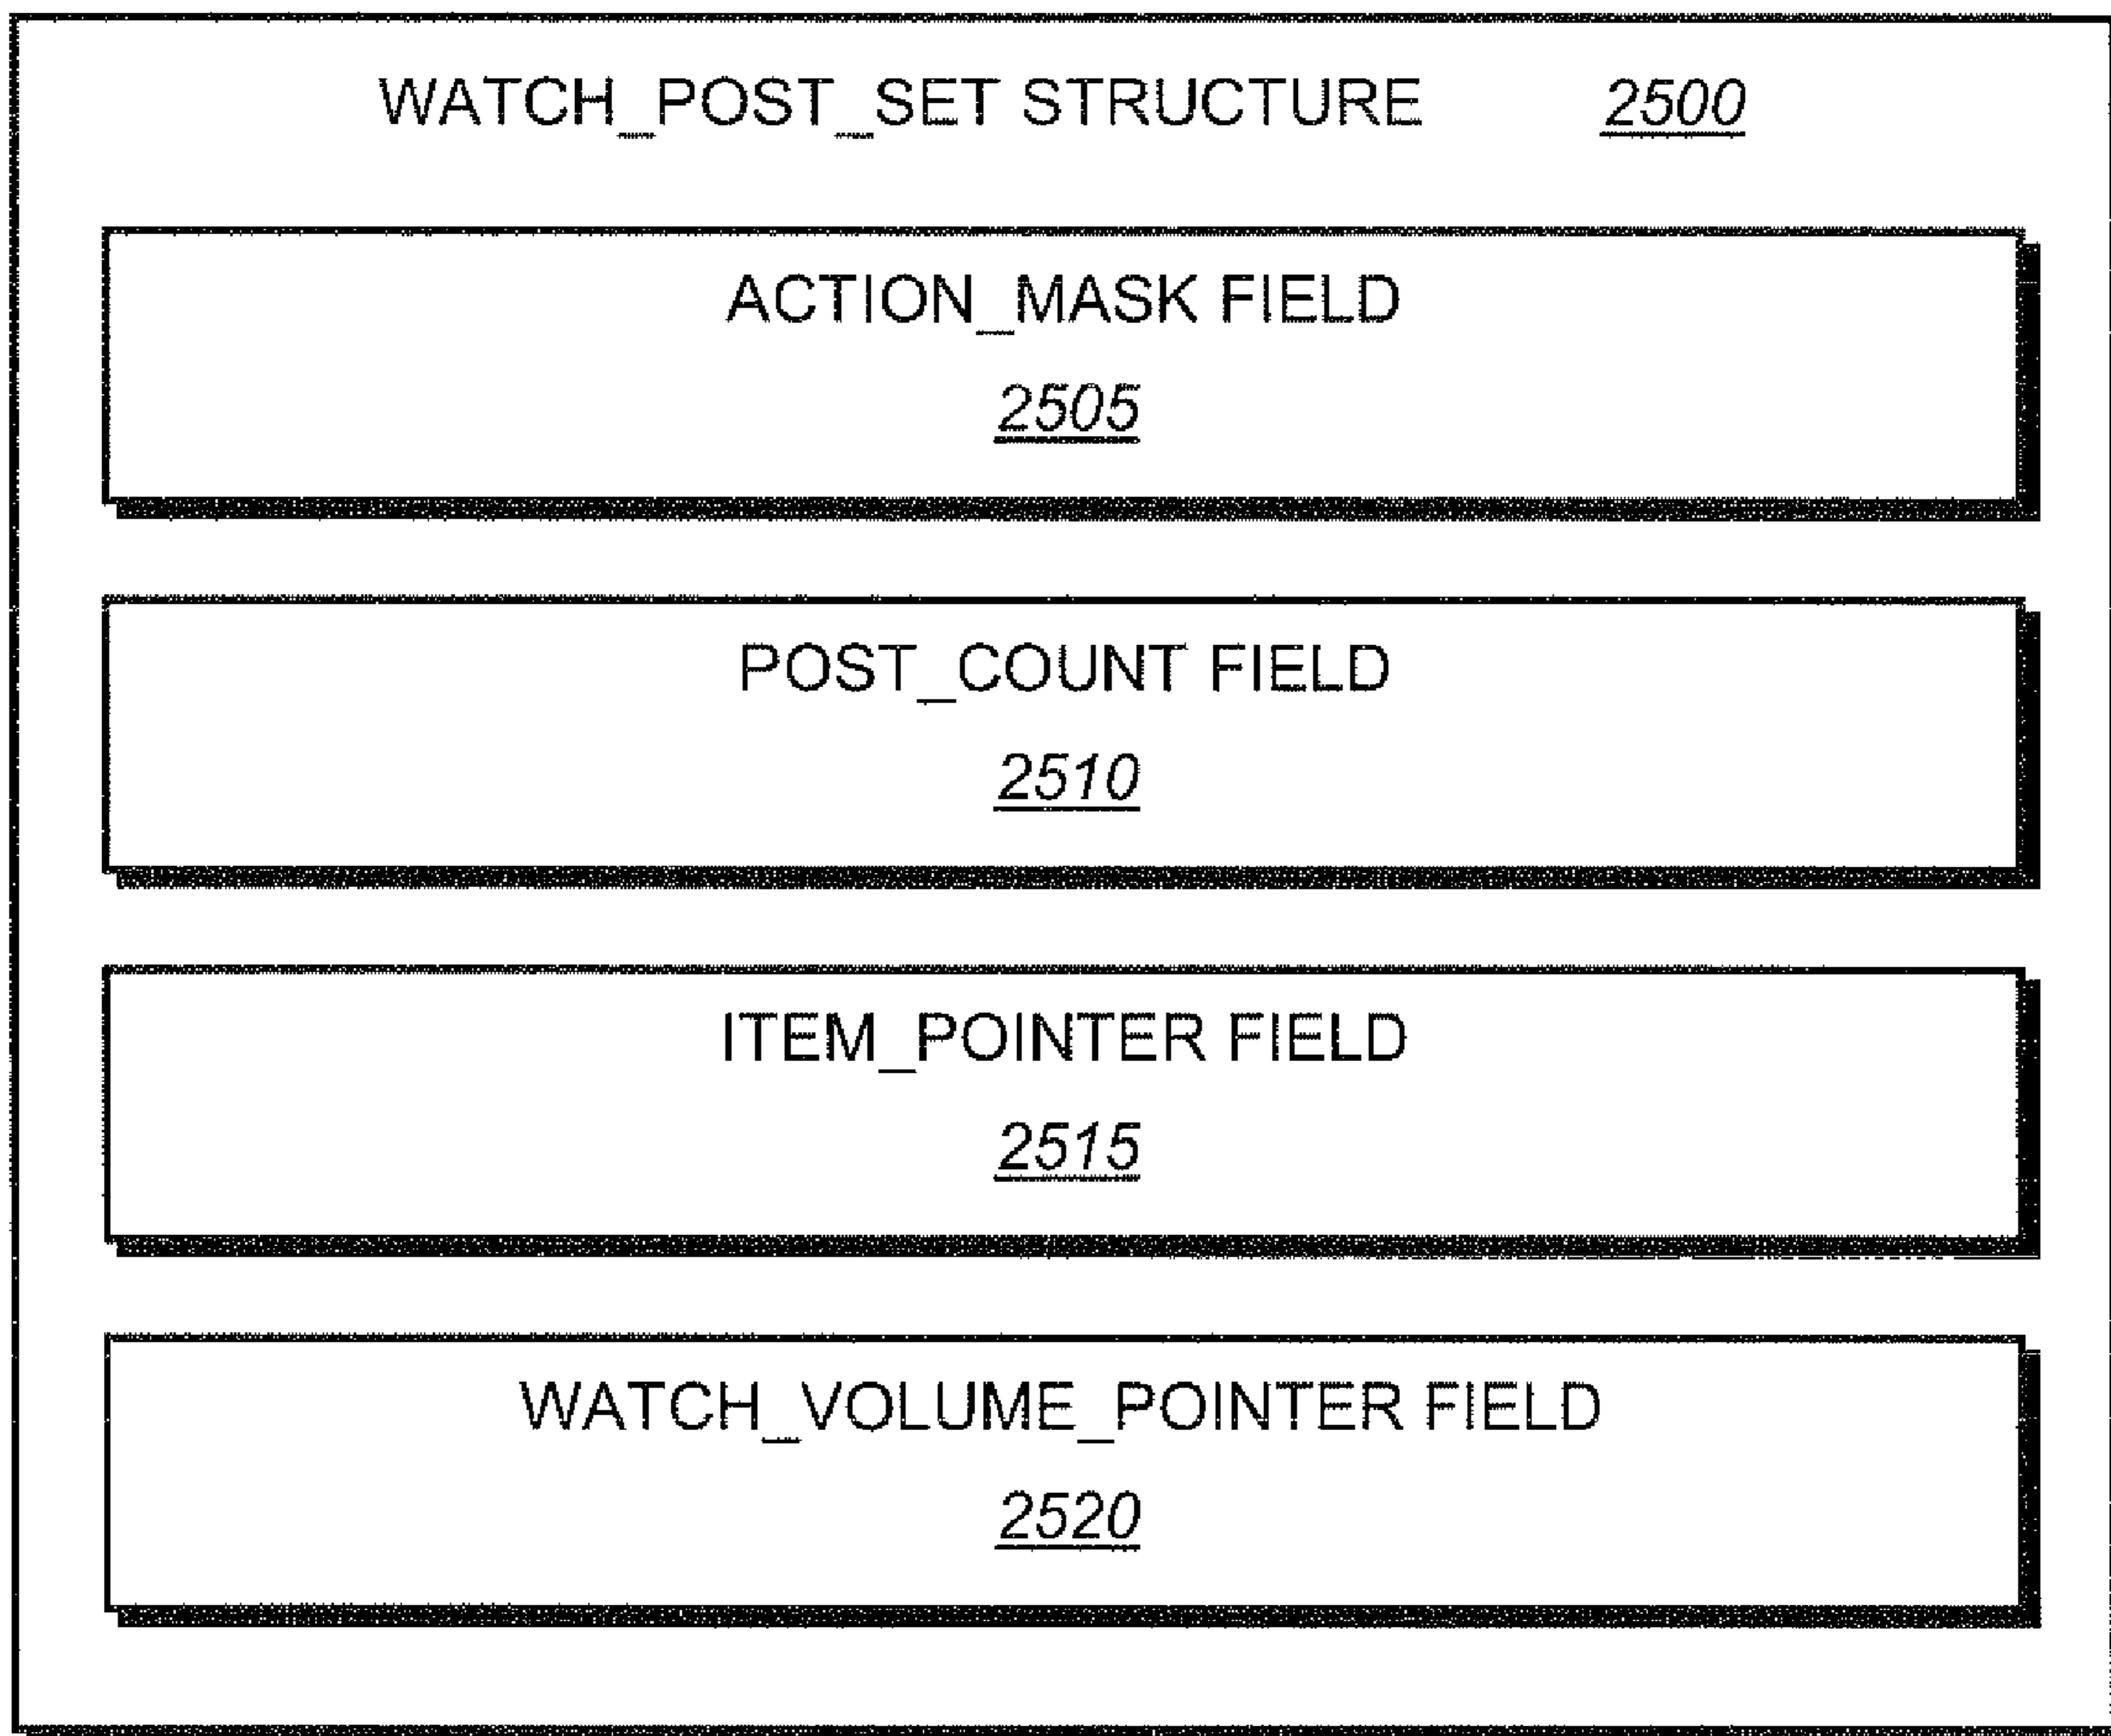 WATCH_POST_SET STRUCTURE 2500
ACTION_MASK FIELD
2505
POST_COUNT FIELD
2510
ITEM_POINTER FIELD
2515
WATCH_VOLUME_POINTER FIELD
2520